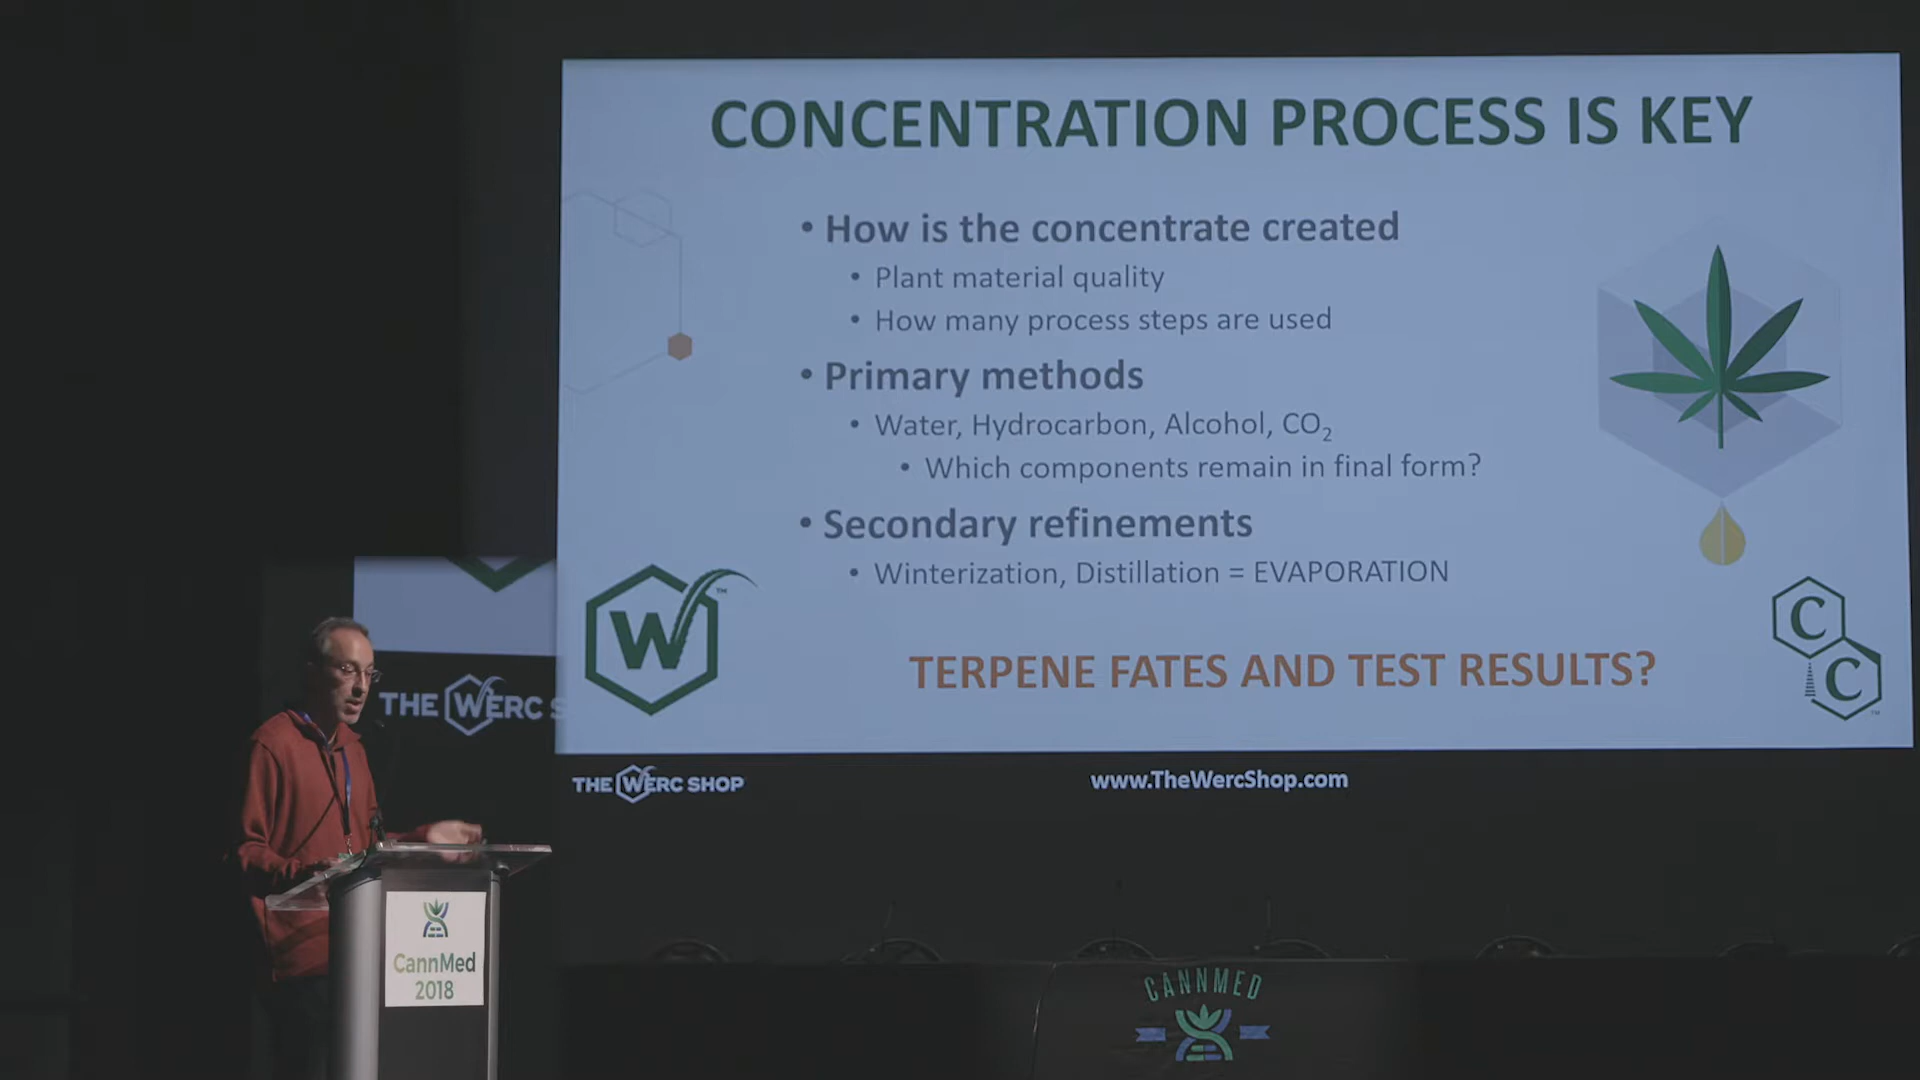 CONCENTRATION PROCESS IS KEY
• How is the concentrate created
• Plant material quality
• How many process steps are used
• Primary methods
• Water, Hydrocarbon, Alcohol, CO₂
• Which components remain in final form?
• Secondary refinements
• Winterization, Distillation = EVAPORATION
W™
TERPENE FATES AND TEST RESULTS?
C
C™
THE WERC S
THE WERC SHOP
www.TheWercShop.com
CannMed
2018
CANNMED